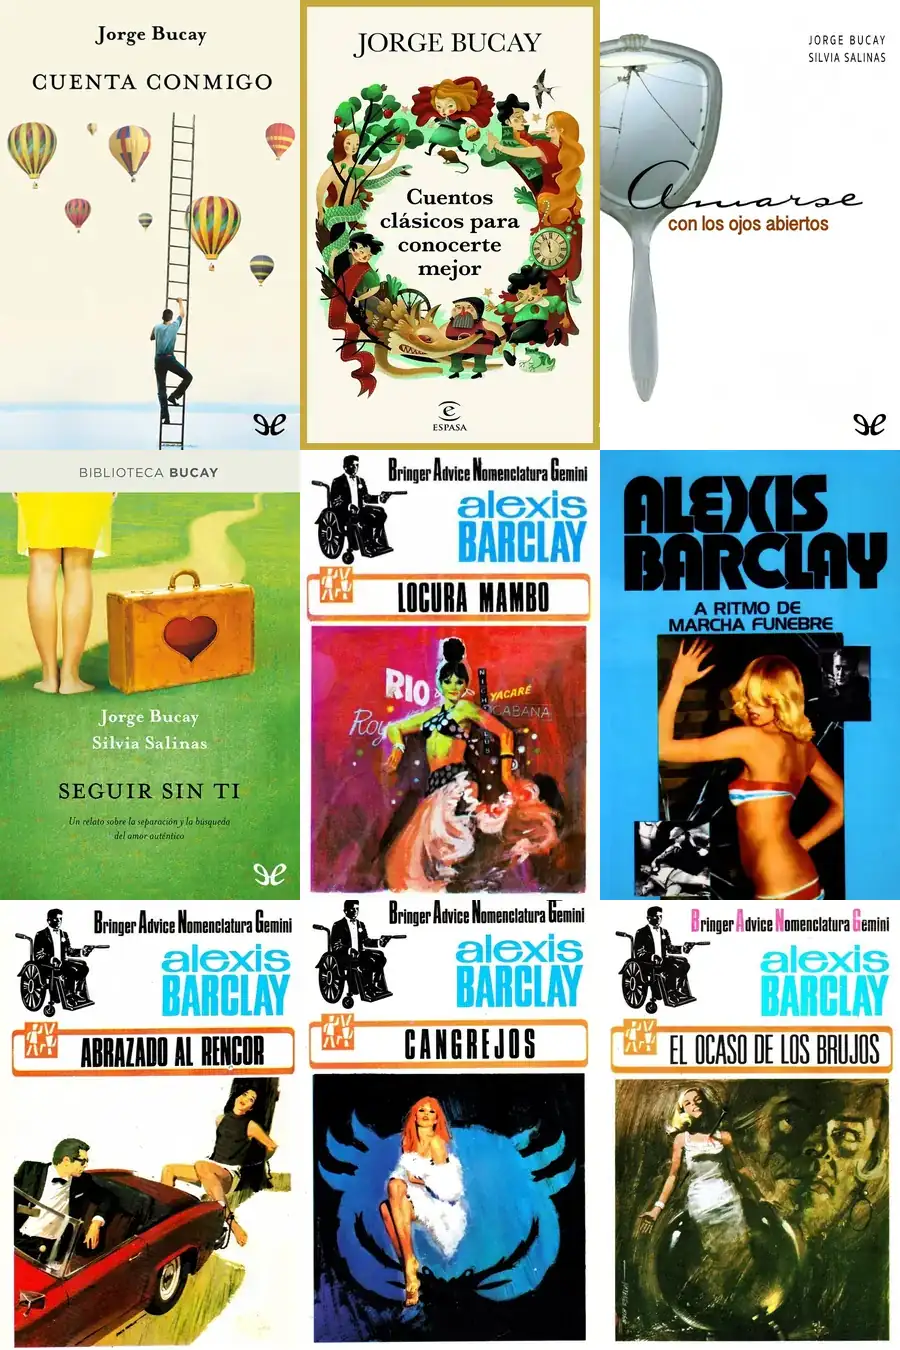 Jorge Bucay
CUENTA CONMIGO
JORGE BUCAY
Cuentos
clásicos para
conocerte
mejor
e
ESPASA
JORGE BUCAY
SILVIA SALINAS
Amarse
con los ojos abiertos
BIBLIOTECA BUCAY
Jorge Bucay
Silvia Salinas
SEGUIR SIN TI
Un relato sobre la separación y la búsqueda
del amor auténtico
Bringer Advice Nomenclatura Gemini
alexis
BARCLAY
LOCURA MAMBO
RIO
YACARÉ
Roy
CABANA
ALEXIS
BARCLAY
A RITMO DE
MARCHA FUNEBRE
Bringer Advice Nomenclatura Gemini
alexis
BARCLAY
ABRAZADO AL RENCOR
Bringer Advice Nomenclatura Gemini
alexis
BARCLAY
CANGREJOS
Bringer Advice Nomenclatura Gemini
alexis
BARCLAY
EL OCASO DE LOS BRUJOS